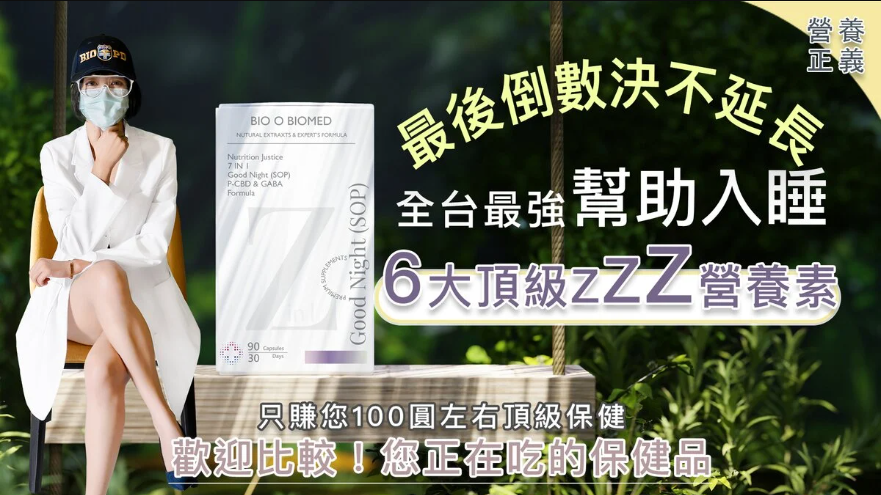 營養
正義
BIO PD
最後倒數決不延長
全台最強幫助入睡
6大頂級zZZ營養素
BIO O BIOMED
NUTURAL EXTRAXTS & EXPERT'S FORMULA
Nutrition Justice
7 IN 1
Good Night (SOP)
P-CBD & GABA
Formula
Z
PREMIUM SUPPLEMENTS
Good Night (SOP)
90 Capsules
30 Days
只賺您100圓左右頂級保健
歡迎比較！您正在吃的保健品